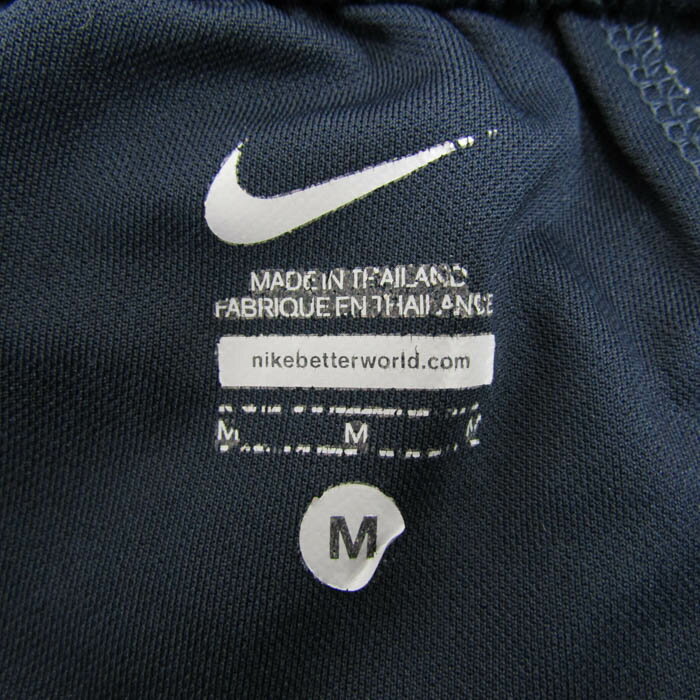 MADE IN THAILAND
FABRIQUE EN THAILANDE
nikebetterworld.com
M M M
M